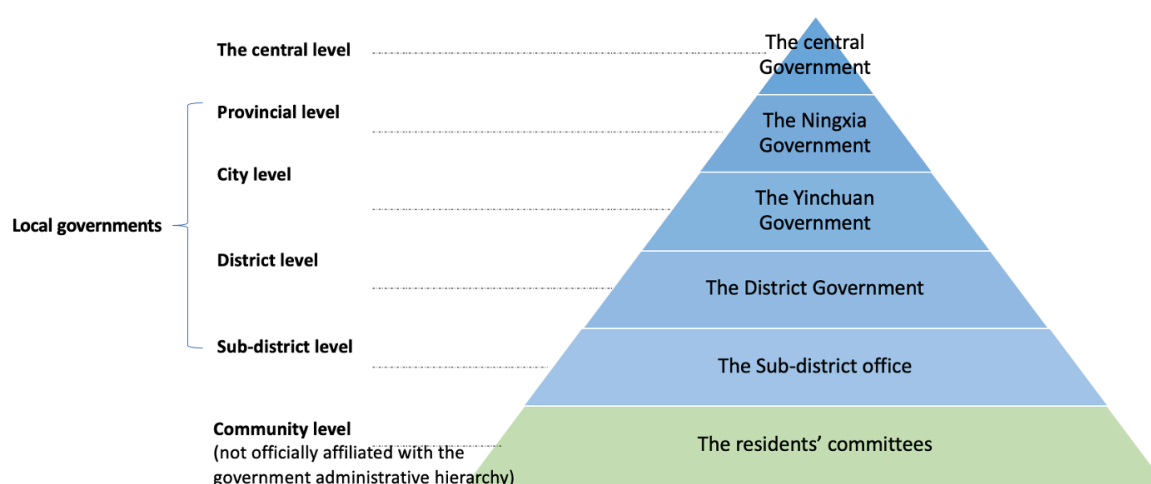 The central level
The central
Government
Provincial level
The Ningxia
Government
City level
The Yinchuan
Government
Local governments
District level
The District Government
Sub-district level
The Sub-district office
Community level
(not officially affiliated with the
government administrative hierarchy)
The residents’ committees